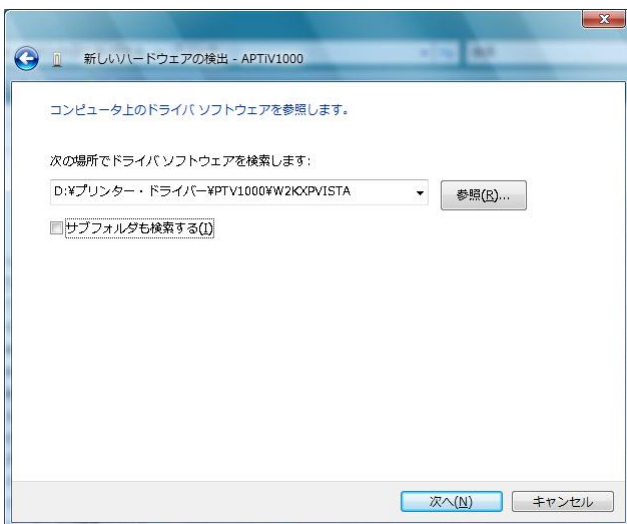 新しいハードウェアの検出 - APTiV1000
コンピュータ上のドライバ ソフトウェアを参照します。
次の場所でドライバ ソフトウェアを検索します:
D:¥プリンター・ドライバー¥PTV1000¥W2KXPVISTA
参照(R)...
サブフォルダも検索する(I)
次へ(N)
キャンセル